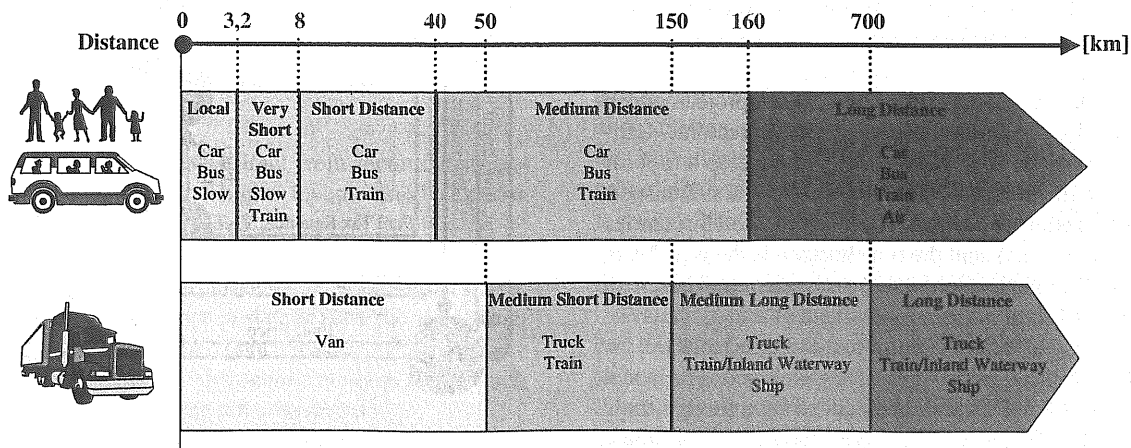 0 3,2 8 40 50 150 160 700
Distance [km]
Local
Car
Bus
Slow
Very
Short
Car
Bus
Slow
Train
Short Distance
Car
Bus
Train
Medium Distance
Car
Bus
Train
Long Distance
Car
Bus
Train
Air
Short Distance
Van
Medium Short Distance
Truck
Train
Medium Long Distance
Truck
Train/Inland Waterway
Ship
Long Distance
Truck
Train/Inland Waterway
Ship